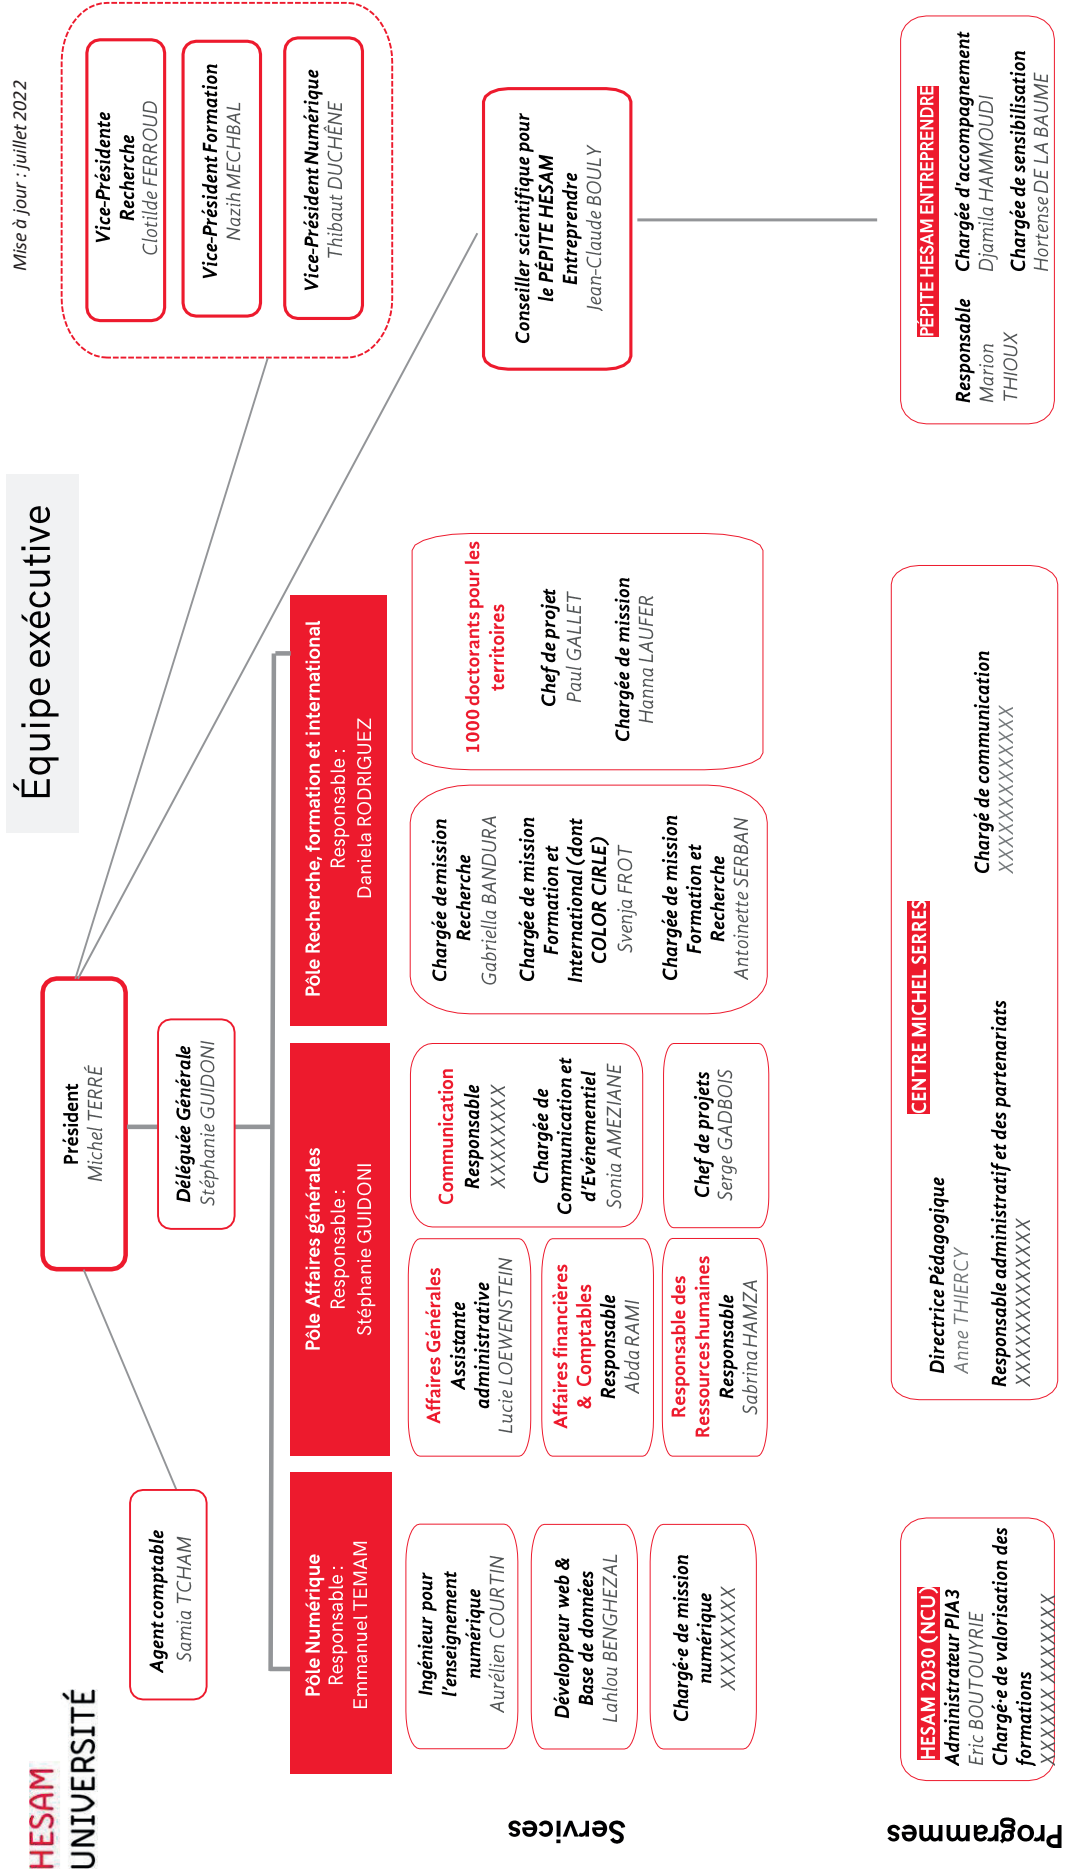 HESAM
UNIVERSITÉ
Équipe exécutive
Mise à jour : juillet 2022
Président
Michel TERRÉ
Vice-Présidente
Recherche
Clotilde FERROUD
Vice-Président Formation
Nazih MECHBAL
Vice-Président Numérique
Thibaut DUCHÊNE
Agent comptable
Samia TCHAM
Déléguée Générale
Stéphanie GUIDONI
Conseiller scientifique pour
le PÉPITE HESAM
Entreprendre
Jean-Claude BOULY
Pôle Numérique
Responsable :
Emmanuel TEMAM
Pôle Affaires générales
Responsable :
Stéphanie GUIDONI
Pôle Recherche, formation et international
Responsable :
Daniela RODRIGUEZ
Services
Ingénieur pour
l'enseignement
numérique
Aurélien COURTIN
Développeur web &
Base de données
Lahlou BENGHEZAL
Chargé·e de mission
numérique
XXXXXXXX
Affaires Générales
Assistante
administrative
Lucie LOEWENSTEIN
Affaires financières
& Comptables
Responsable
Abda RAMI
Responsable des
Ressources humaines
Responsable
Sabrina HAMZA
Communication
Responsable
XXXXXXXX
Chargée de
Communication et
d'Evénementiel
Sonia AMEZIANE
Chef de projets
Serge GADBOIS
Chargée de mission
Recherche
Gabriella BANDURA
Chargée de mission
Formation et
International (dont
COLOR CIRLE)
Svenja FROT
Chargée de mission
Formation et
Recherche
Antoinette SERBAN
1000 doctorants pour les
territoires
Chef de projet
Paul GALLET
Chargée de mission
Hanna LAUFER
Programmes
HESAM 2030 (NCU)
Administrateur PIA3
Eric BOUTOUYRIE
Chargé·e de valorisation des
formations
XXXXXX XXXXXXX
CENTRE MICHEL SERRES
Directrice Pédagogique
Anne THIERCY
Responsable administratif et des partenariats
XXXXXXXXXXXXX
Chargé de communication
XXXXXXXXXXXXX
PÉPITE HESAM ENTREPRENDRE
Responsable
Marion
THIOUX
Chargée d'accompagnement
Djamila HAMMOUDI
Chargée de sensibilisation
Hortense DE LA BAUME